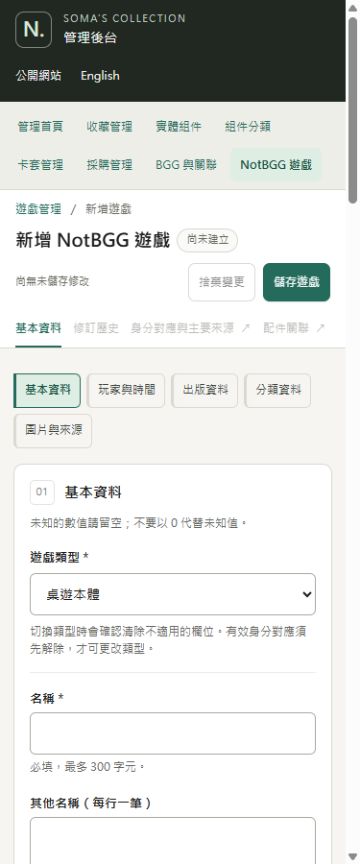 N.
SOMA'S COLLECTION
管理後台
公開網站 English
管理首頁 收藏管理 實體組件 組件分類
卡套管理 採購管理 BGG 與關聯 NotBGG 遊戲
遊戲管理 / 新增遊戲
新增 NotBGG 遊戲 尚未建立
尚無未儲存修改 捨棄變更 儲存遊戲
基本資料 修訂歷史 身分對應與主要來源 ↗ 配件關聯 ↗
基本資料 玩家與時間 出版資料 分類資料
圖片與來源
01 基本資料
未知的數值請留空；不要以 0 代替未知值。
遊戲類型 *
桌遊本體
切換類型時會確認清除不適用的欄位。有效身分對應須
先解除，才可更改類型。
名稱 *
必填，最多 300 字元。
其他名稱（每行一筆）